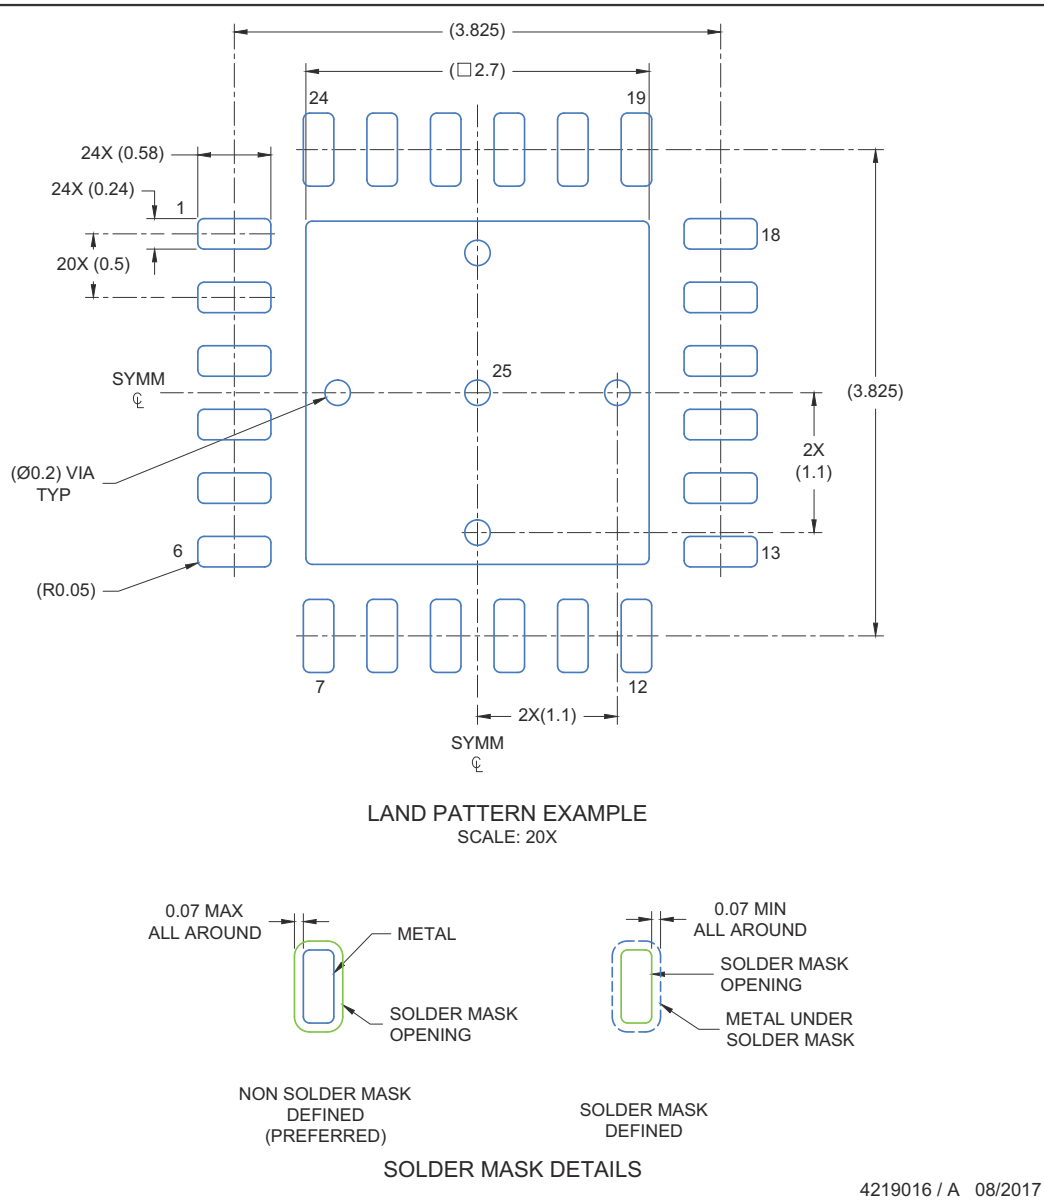 (3.825)
(□2.7)
24
19
24X (0.58)
24X (0.24)
1
18
20X (0.5)
SYMM
℄
25
(3.825)
2X
(1.1)
(Ø0.2) VIA
TYP
6
13
(R0.05)
7
12
2X(1.1)
SYMM
℄
LAND PATTERN EXAMPLE
SCALE: 20X
0.07 MAX
ALL AROUND
METAL
SOLDER MASK
OPENING
NON SOLDER MASK
DEFINED
(PREFERRED)
0.07 MIN
ALL AROUND
SOLDER MASK
OPENING
METAL UNDER
SOLDER MASK
SOLDER MASK
DEFINED
SOLDER MASK DETAILS
4219016 / A 08/2017